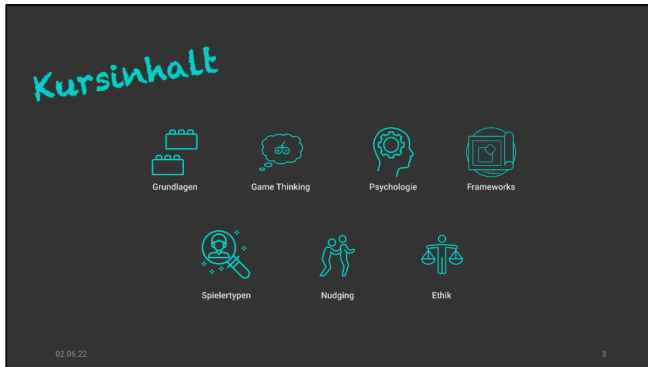 Kursinhalt
Grundlagen
Game Thinking
Psychologie
Frameworks
Spielertypen
Nudging
Ethik
02.06.22
3